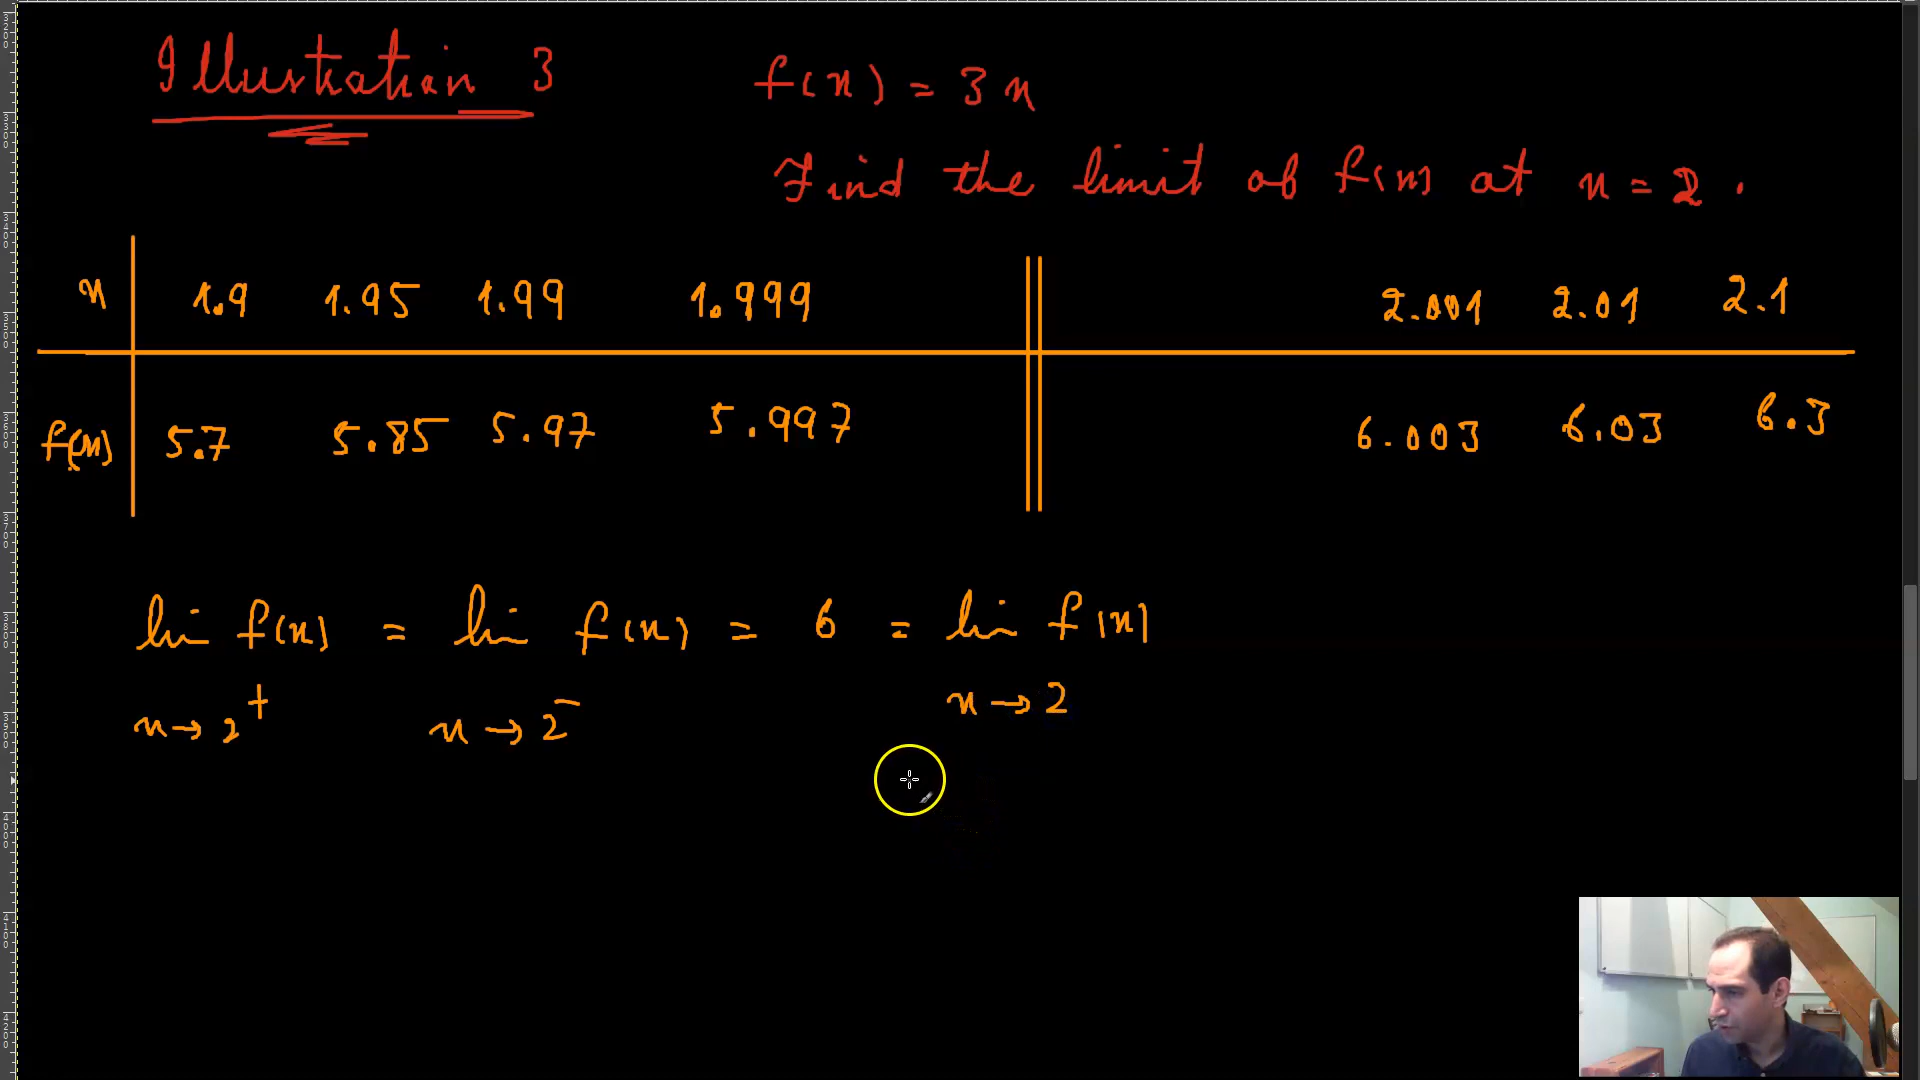 Illustration 3
f(x) = 3x
Find the limit of f(x) at x = 2.
x 1.9 1.95 1.99 1.999 2.001 2.01 2.1
f(x) 5.7 5.85 5.97 5.997 6.003 6.03 6.3
lim f(x) = lim f(x) = 6 = lim f(x)
x → 2⁺ x → 2⁻ x → 2